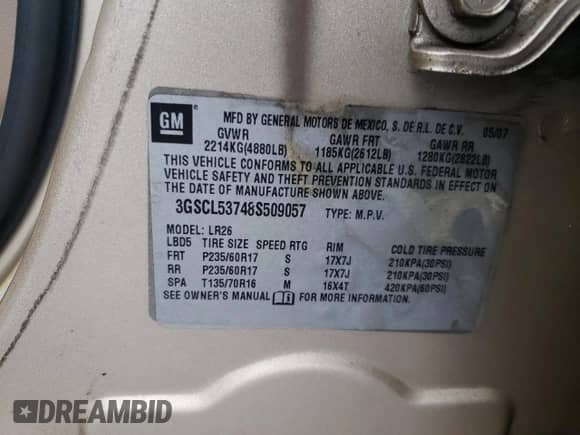 GM
MFD BY GENERAL MOTORS DE MEXICO, S. DE R.L. DE C.V. 05/07
GVWR GAWR FRT GAWR RR
2214KG(4880LB) 1185KG(2612LB) 1280KG(2822LB)
THIS VEHICLE CONFORMS TO ALL APPLICABLE U.S. FEDERAL MOTOR
VEHICLE SAFETY AND THEFT PREVENTION STANDARDS IN EFFECT ON
THE DATE OF MANUFACTURE SHOWN ABOVE.
3GSCL53748S509057 TYPE: M.P.V.
MODEL: LR26
LBD5 TIRE SIZE SPEED RTG RIM COLD TIRE PRESSURE
FRT P235/60R17 S 17X7J 210KPA(30PSI)
RR P235/60R17 S 17X7J 210KPA(30PSI)
SPA T135/70R16 M 16X4T 420KPA(60PSI)
SEE OWNER'S MANUAL FOR MORE INFORMATION.
DREAMBID